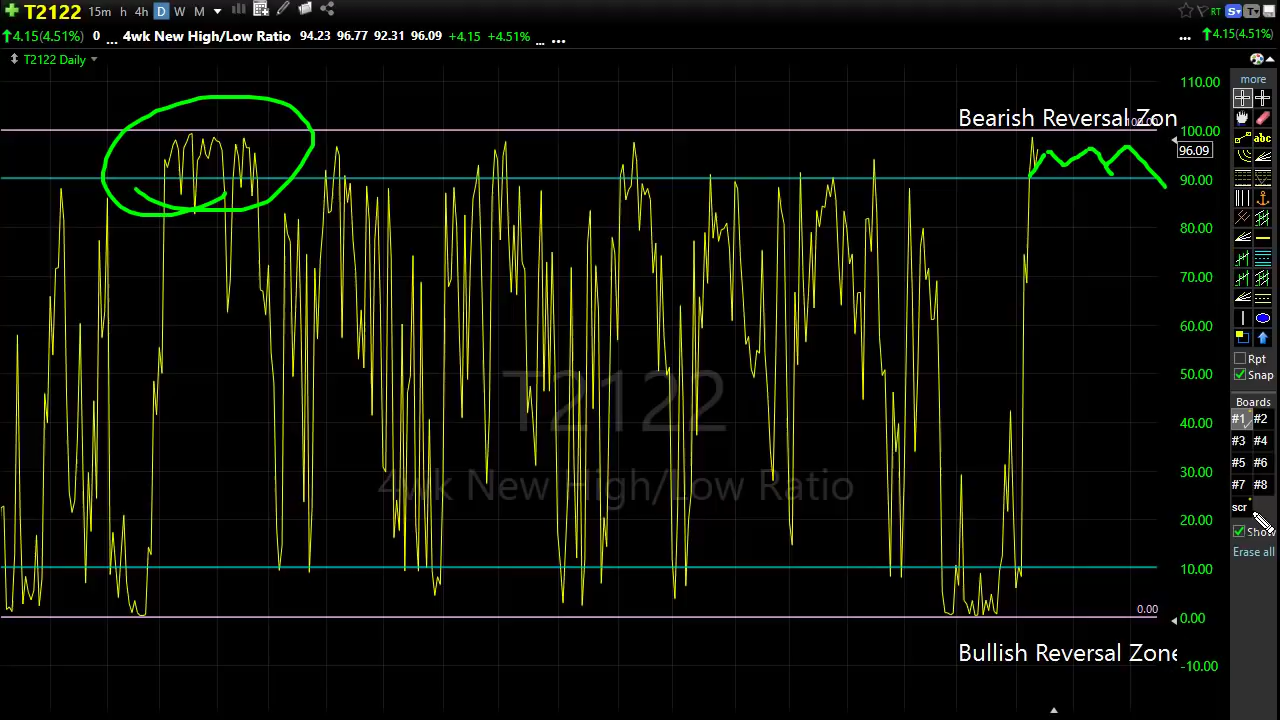 T2122 15m h 4h D W M RT S T
4.15(4.51%) 0 ... 4wk New High/Low Ratio 94.23 96.77 92.31 96.09 +4.15 +4.51% ... ... ... 4.15(4.51%)
T2122 Daily
more
110.00
Bearish Reversal Zon
100.00
96.09
abc
90.00
80.00
70.00
60.00
Rpt
50.00
Snap
T2122
Boards
#1 #2
40.00
#3 #4
#5 #6
30.00
4wk New High/Low Ratio
#7 #8
scr
20.00
Show
Erase all
10.00
0.00
0.00
Bullish Reversal Zone
-10.00